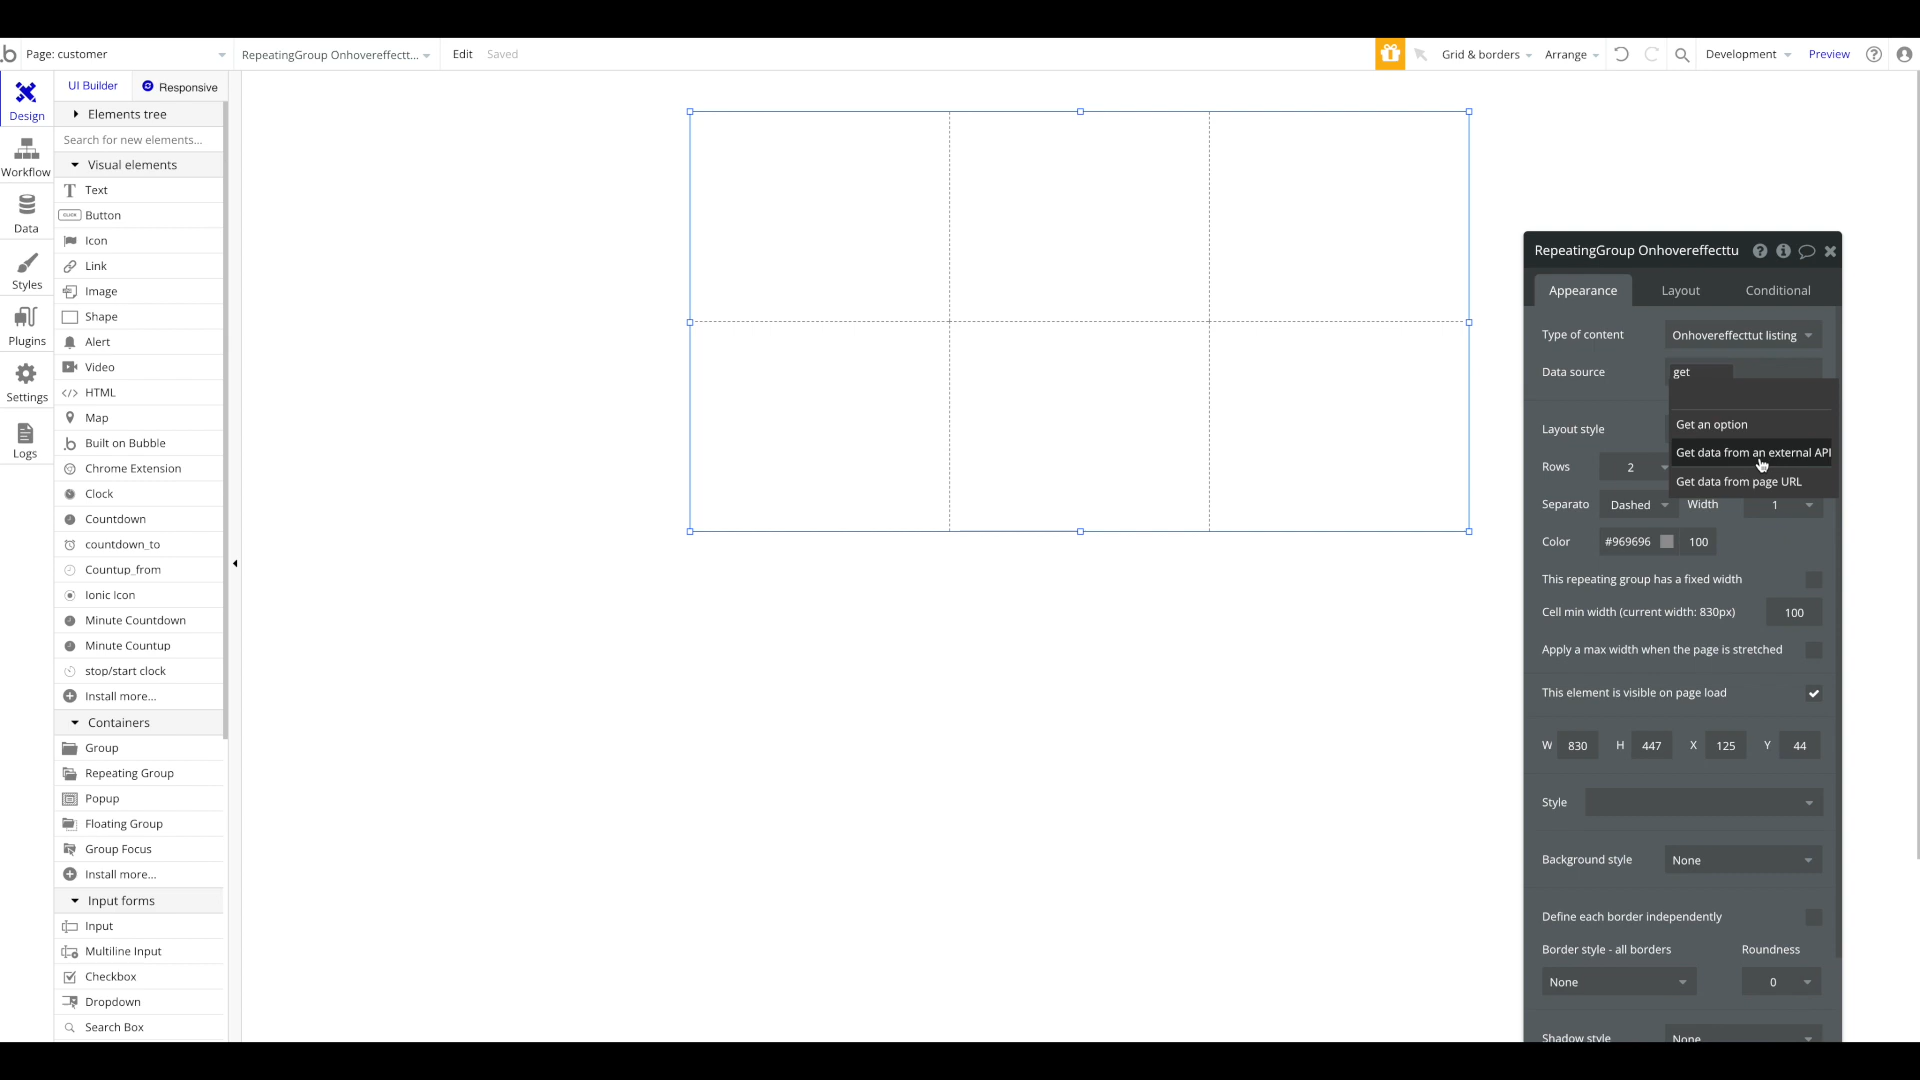 Page: customer
RepeatingGroup Onhovereffectt...
Edit
Saved
Grid & borders
Arrange
Development
Preview
Design
Workflow
Data
Styles
Plugins
Settings
Logs
UI Builder
Responsive
Elements tree
Search for new elements...
Visual elements
Text
CLICK Button
Icon
Link
Image
Shape
Alert
Video
</> HTML
Map
Built on Bubble
Chrome Extension
Clock
Countdown
countdown_to
Countup_from
Ionic Icon
Minute Countdown
Minute Countup
stop/start clock
Install more...
Containers
Group
Repeating Group
Popup
Floating Group
Group Focus
Install more...
Input forms
Input
Multiline Input
Checkbox
Dropdown
Search Box
RepeatingGroup Onhovereffecttu
Appearance
Layout
Conditional
Type of content
Onhovereffecttut listing
Data source
get
Get an option
Get data from an external API
Get data from page URL
Layout style
Rows
2
Separato
Dashed
Width
1
Color
#969696
100
This repeating group has a fixed width
Cell min width (current width: 830px)
100
Apply a max width when the page is stretched
This element is visible on page load
W 830 H 447 X 125 Y 44
Style
Background style
None
Define each border independently
Border style - all borders
Roundness
None
0
Shadow style
None